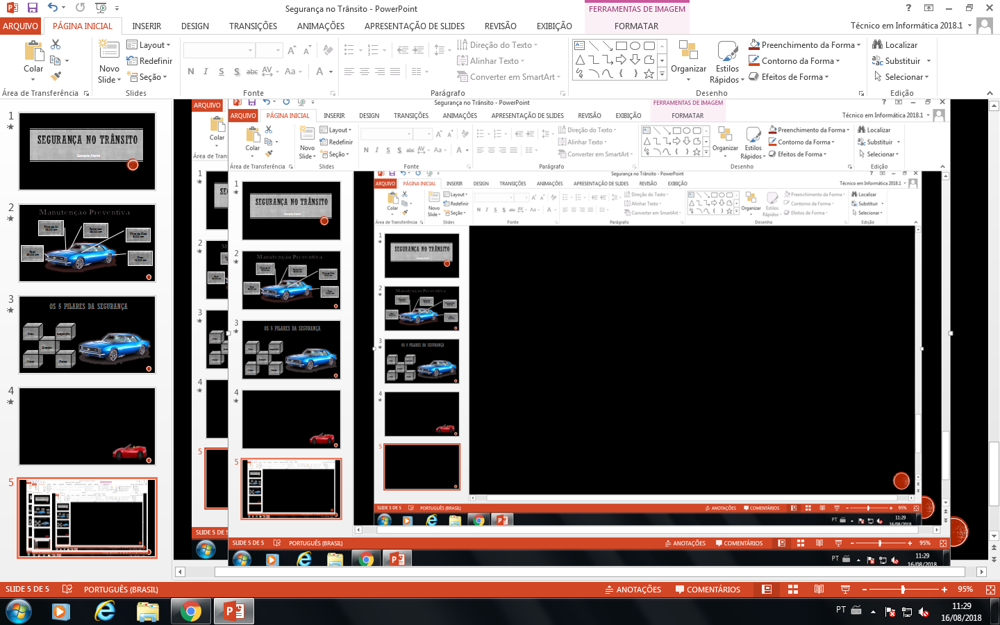 Segurança no Trânsito - PowerPoint
FERRAMENTAS DE IMAGEM
ARQUIVO PÁGINA INICIAL INSERIR DESIGN TRANSIÇÕES ANIMAÇÕES APRESENTAÇÃO DE SLIDES REVISÃO EXIBIÇÃO FORMATAR Técnico em Informática 2018.1
Colar
Novo Slide
Layout
Redefinir
Seção
N I S S abc AV Aa A
Direção do Texto
Alinhar Texto
Converter em SmartArt
Organizar
Estilos Rápidos
Preenchimento da Forma
Contorno da Forma
Efeitos de Forma
Localizar
Substituir
Selecionar
Área de Transferência Slides Fonte Parágrafo Desenho Edição
1
SEGURANÇA NO TRÂNSITO
Sempre Alerta
2
Manutenção Preventiva
3
OS 5 PILARES DA SEGURANÇA
4
5
ARQUIVO
Colar
Área de
1
2
3
4
5
SLIDE 5 D
Segurança no Trânsito - PowerPoint
FERRAMENTAS DE IMAGEM
ARQUIVO PÁGINA INICIAL INSERIR DESIGN TRANSIÇÕES ANIMAÇÕES APRESENTAÇÃO DE SLIDES REVISÃO EXIBIÇÃO FORMATAR Técnico em Informática 2018.1
Colar
Novo Slide
Layout
Redefinir
Seção
N I S S abc AV Aa A
Direção do Texto
Alinhar Texto
Converter em SmartArt
Organizar
Estilos Rápidos
Preenchimento da Forma
Contorno da Forma
Efeitos de Forma
Localizar
Substituir
Selecionar
Área de Transferência Slides Fonte Parágrafo Desenho Edição
1
SEGURANÇA NO TRÂNSITO
Sempre Alerta
2
Manutenção Preventiva
3
OS 5 PILARES DA SEGURANÇA
4
5
Segurança no Trânsito - PowerPoint
ARQUIVO PÁGINA INICIAL INSERIR DESIGN TRANSIÇÕES ANIMAÇÕES APRESENTAÇÃO DE SLIDES REVISÃO EXIBIÇÃO Técnico em Informática 2018.1
Colar
Novo Slide
Layout
Redefinir
Seção
Direção do Texto
Alinhar Texto
Converter em SmartArt
Organizar
Estilos Rápidos
Preenchimento da Forma
Contorno da Forma
Efeitos de Forma
Localizar
Substituir
Selecionar
Área de Transferência Slides Fonte Parágrafo Desenho Edição
1
SEGURANÇA NO TRÂNSITO
2
Manutenção Preventiva
3
OS 5 PILARES DA SEGURANÇA
4
5
SLIDE 5 DE 5 PORTUGUÊS (BRASIL) ANOTAÇÕES COMENTÁRIOS 95%
PT 11:29
16/08/2018
SLIDE 5 DE 5 PORTUGUÊS (BRASIL) ANOTAÇÕES COMENTÁRIOS 95%
PT 11:29
16/08/2018
SLIDE 5 DE 5 PORTUGUÊS (BRASIL) ANOTAÇÕES COMENTÁRIOS 95%
PT 11:29
16/08/2018